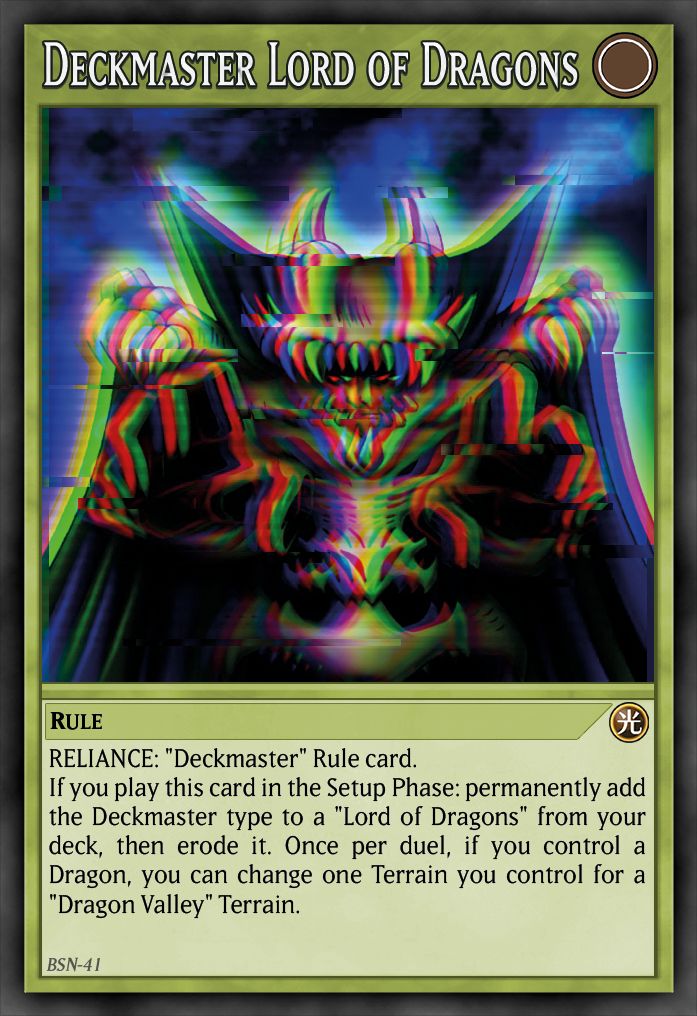 Deckmaster Lord of Dragons
Rule
光
RELIANCE: "Deckmaster" Rule card.
If you play this card in the Setup Phase: permanently add
the Deckmaster type to a "Lord of Dragons" from your
deck, then erode it. Once per duel, if you control a
Dragon, you can change one Terrain you control for a
"Dragon Valley" Terrain.
BSN-41